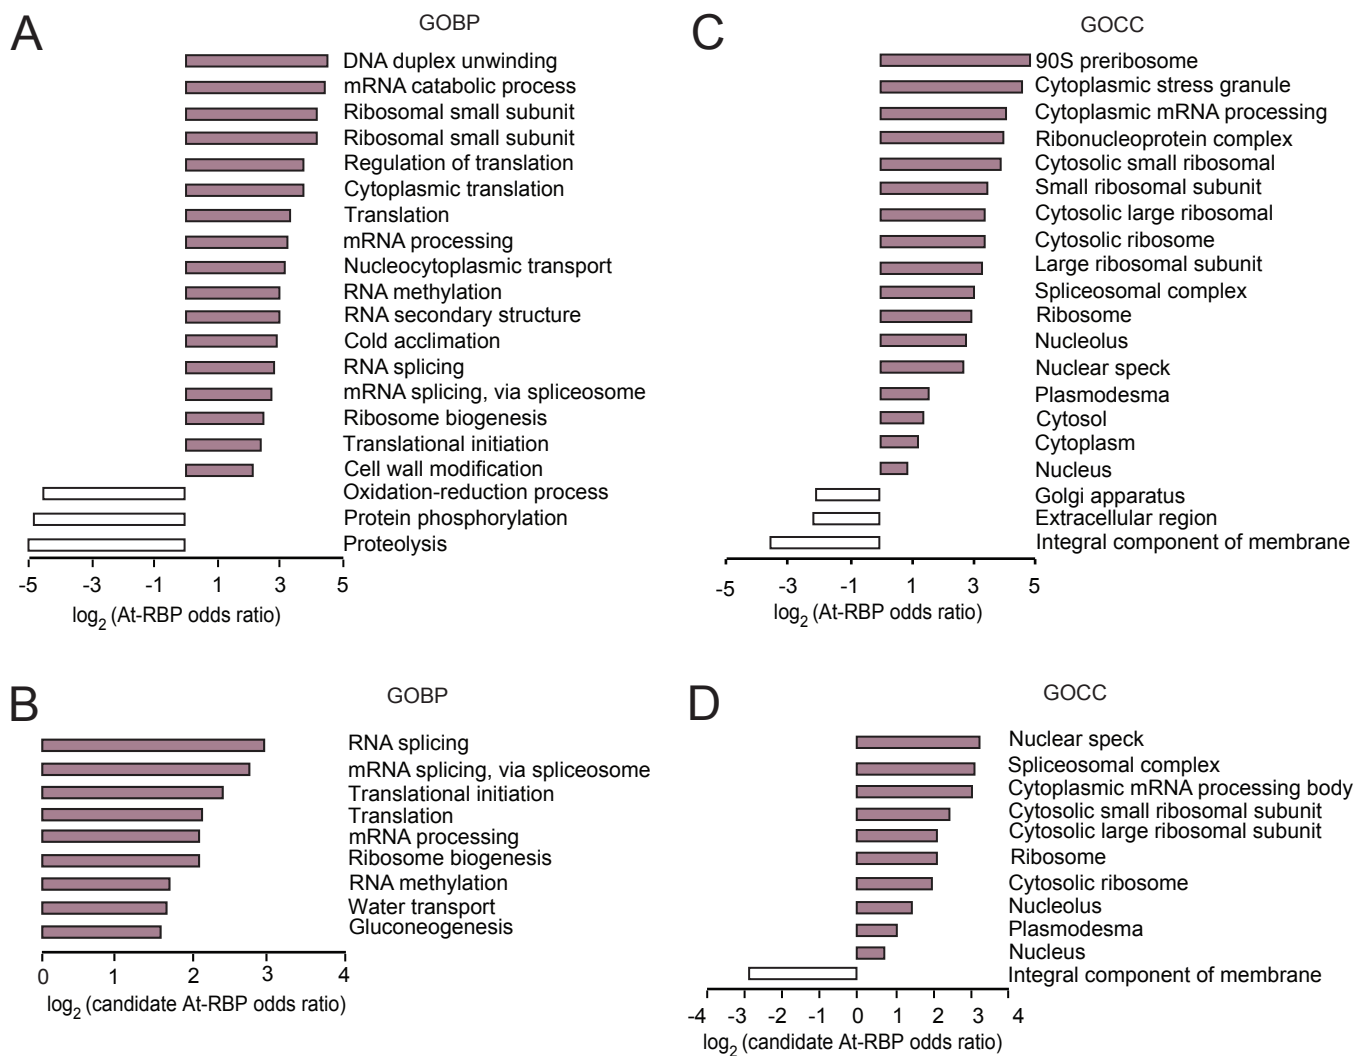 A
GOBP
DNA duplex unwinding
mRNA catabolic process
Ribosomal small subunit
Ribosomal small subunit
Regulation of translation
Cytoplasmic translation
Translation
mRNA processing
Nucleocytoplasmic transport
RNA methylation
RNA secondary structure
Cold acclimation
RNA splicing
mRNA splicing, via spliceosome
Ribosome biogenesis
Translational initiation
Cell wall modification
Oxidation-reduction process
Protein phosphorylation
Proteolysis
-5 -3 -1 1 3 5
log2 (At-RBP odds ratio)
C
GOCC
90S preribosome
Cytoplasmic stress granule
Cytoplasmic mRNA processing
Ribonucleoprotein complex
Cytosolic small ribosomal
Small ribosomal subunit
Cytosolic large ribosomal
Cytosolic ribosome
Large ribosomal subunit
Spliceosomal complex
Ribosome
Nucleolus
Nuclear speck
Plasmodesma
Cytosol
Cytoplasm
Nucleus
Golgi apparatus
Extracellular region
Integral component of membrane
-5 -3 -1 1 3 5
log2 (At-RBP odds ratio)
B
GOBP
RNA splicing
mRNA splicing, via spliceosome
Translational initiation
Translation
mRNA processing
Ribosome biogenesis
RNA methylation
Water transport
Gluconeogenesis
0 1 2 3 4
log2 (candidate At-RBP odds ratio)
D
GOCC
Nuclear speck
Spliceosomal complex
Cytoplasmic mRNA processing body
Cytosolic small ribosomal subunit
Cytosolic large ribosomal subunit
Ribosome
Cytosolic ribosome
Nucleolus
Plasmodesma
Nucleus
Integral component of membrane
-4 -3 -2 -1 0 1 2 3 4
log2 (candidate At-RBP odds ratio)